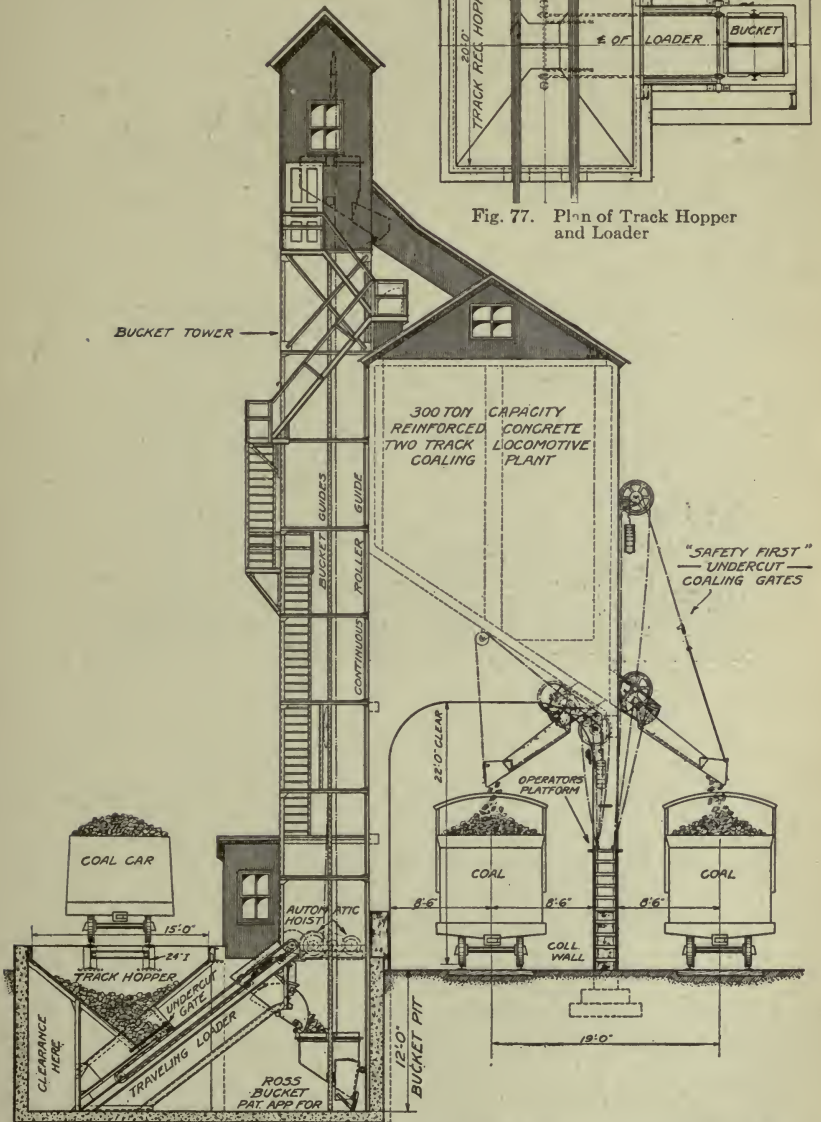 20'-0"
TRACK REC. HOPP
℄ OF LOADER
BUCKET
Fig. 77. Plan of Track Hopper
and Loader
BUCKET TOWER
300 TON CAPACITY
REINFORCED CONCRETE
TWO TRACK LOCOMOTIVE
COALING PLANT
BUCKET GUIDES
CONTINUOUS ROLLER GUIDE
"SAFETY FIRST"
UNDERCUT
COALING GATES
22'-0" CLEAR
OPERATORS
PLATFORM
COAL CAR
COAL
COAL
15'-0"
24" I
AUTOMATIC
HOIST
8'-6"
8'-6"
8'-6"
COLL
WALL
TRACK HOPPER
UNDERCUT
GATE
TRAVELING LOADER
CLEARANCE
HERE
12'-0"
BUCKET PIT
19'-0"
ROSS
BUCKET
PAT. APP FOR